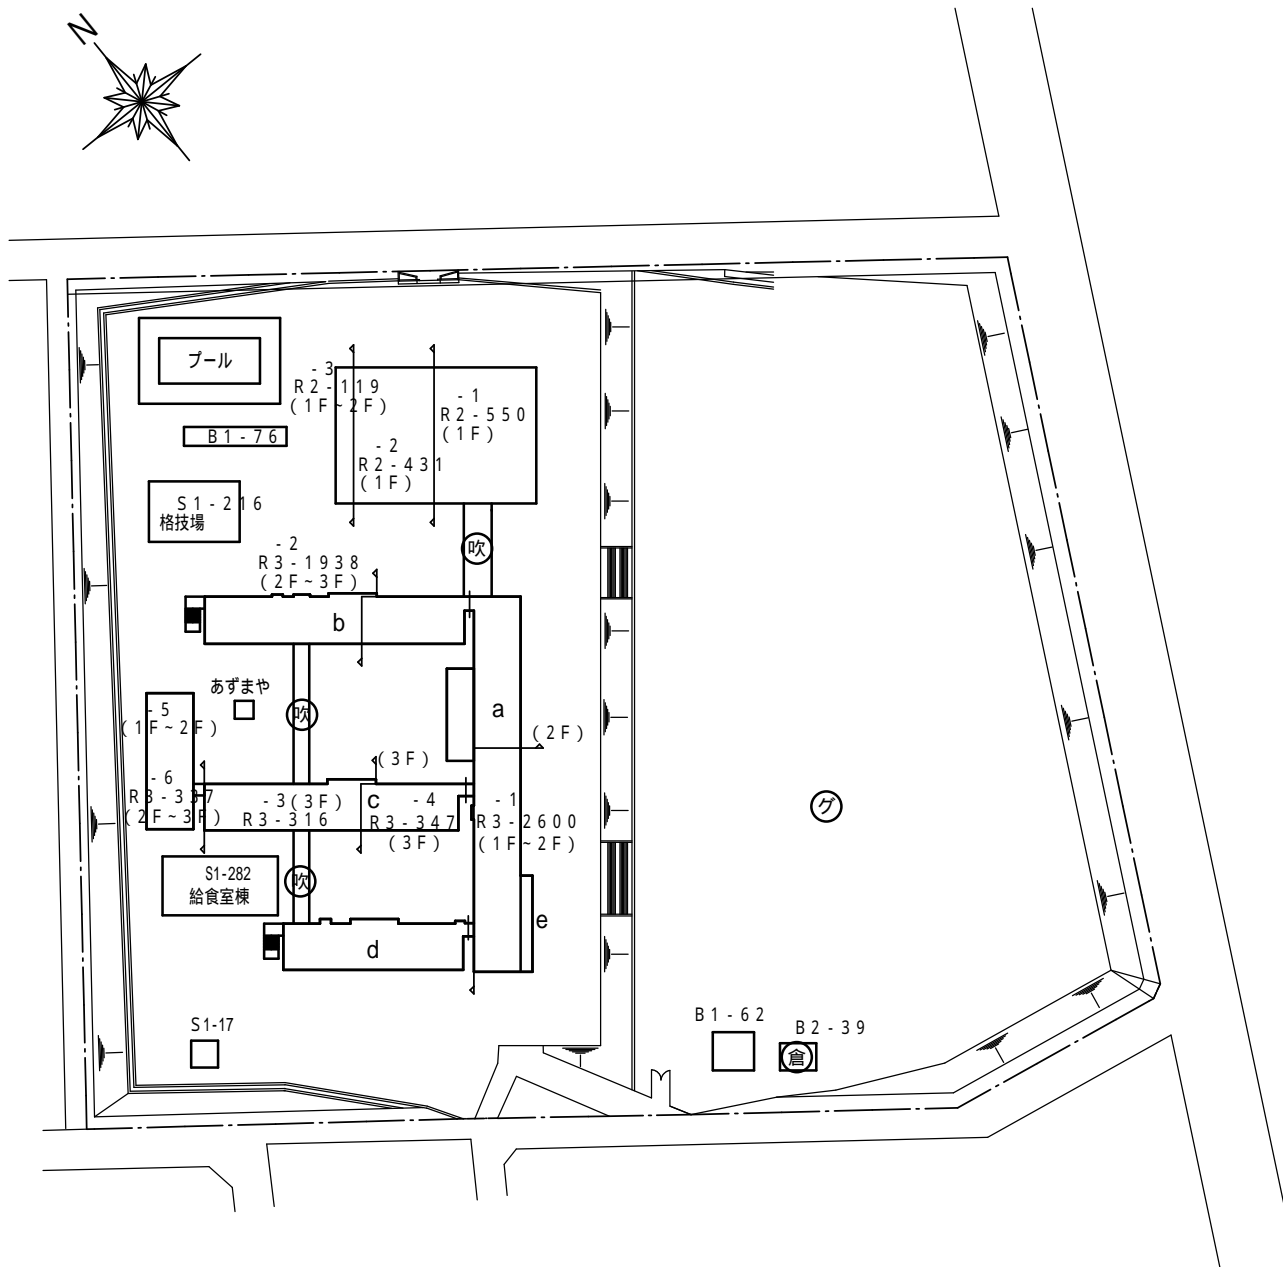 N
プール
-3
R2-119
(1F~2F)
-1
R2-550
(1F)
B1-76
-2
R2-431
(1F)
S1-216
格技場
吹
-2
R3-1938
(2F~3F)
b
あずまや
吹
a
-5
(1F~2F)
(2F)
(3F)
-6
R3-337
(2F~3F)
-3(3F)
R3-316
c
-4
R3-347
(3F)
-1
R3-2600
(1F~2F)
グ
S1-282
給食室棟
吹
e
d
S1-17
B1-62
B2-39
倉